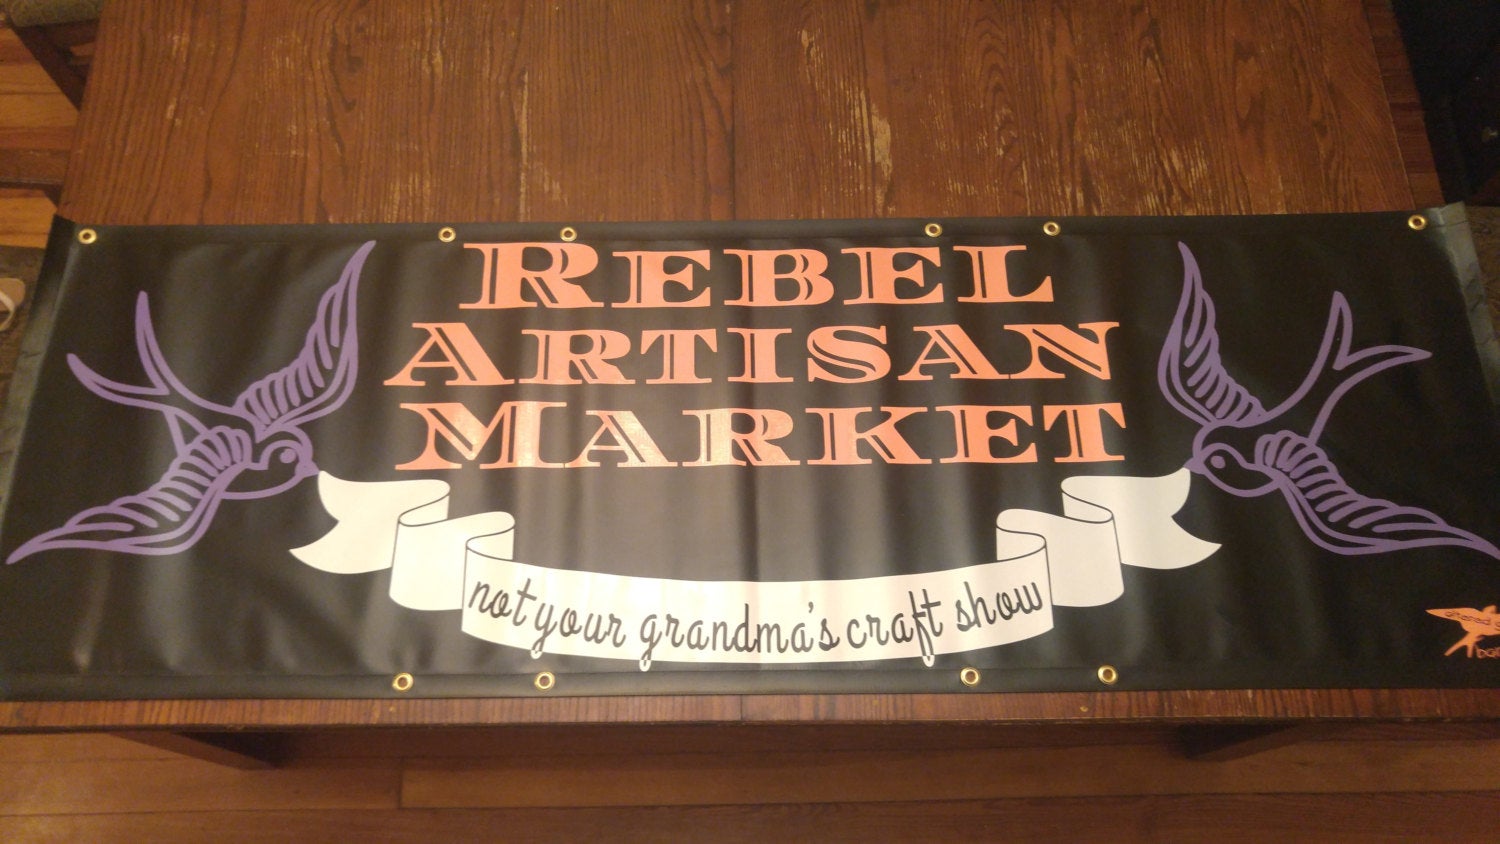 REBEL
ARTISAN
MARKET
not your grandma's craft show